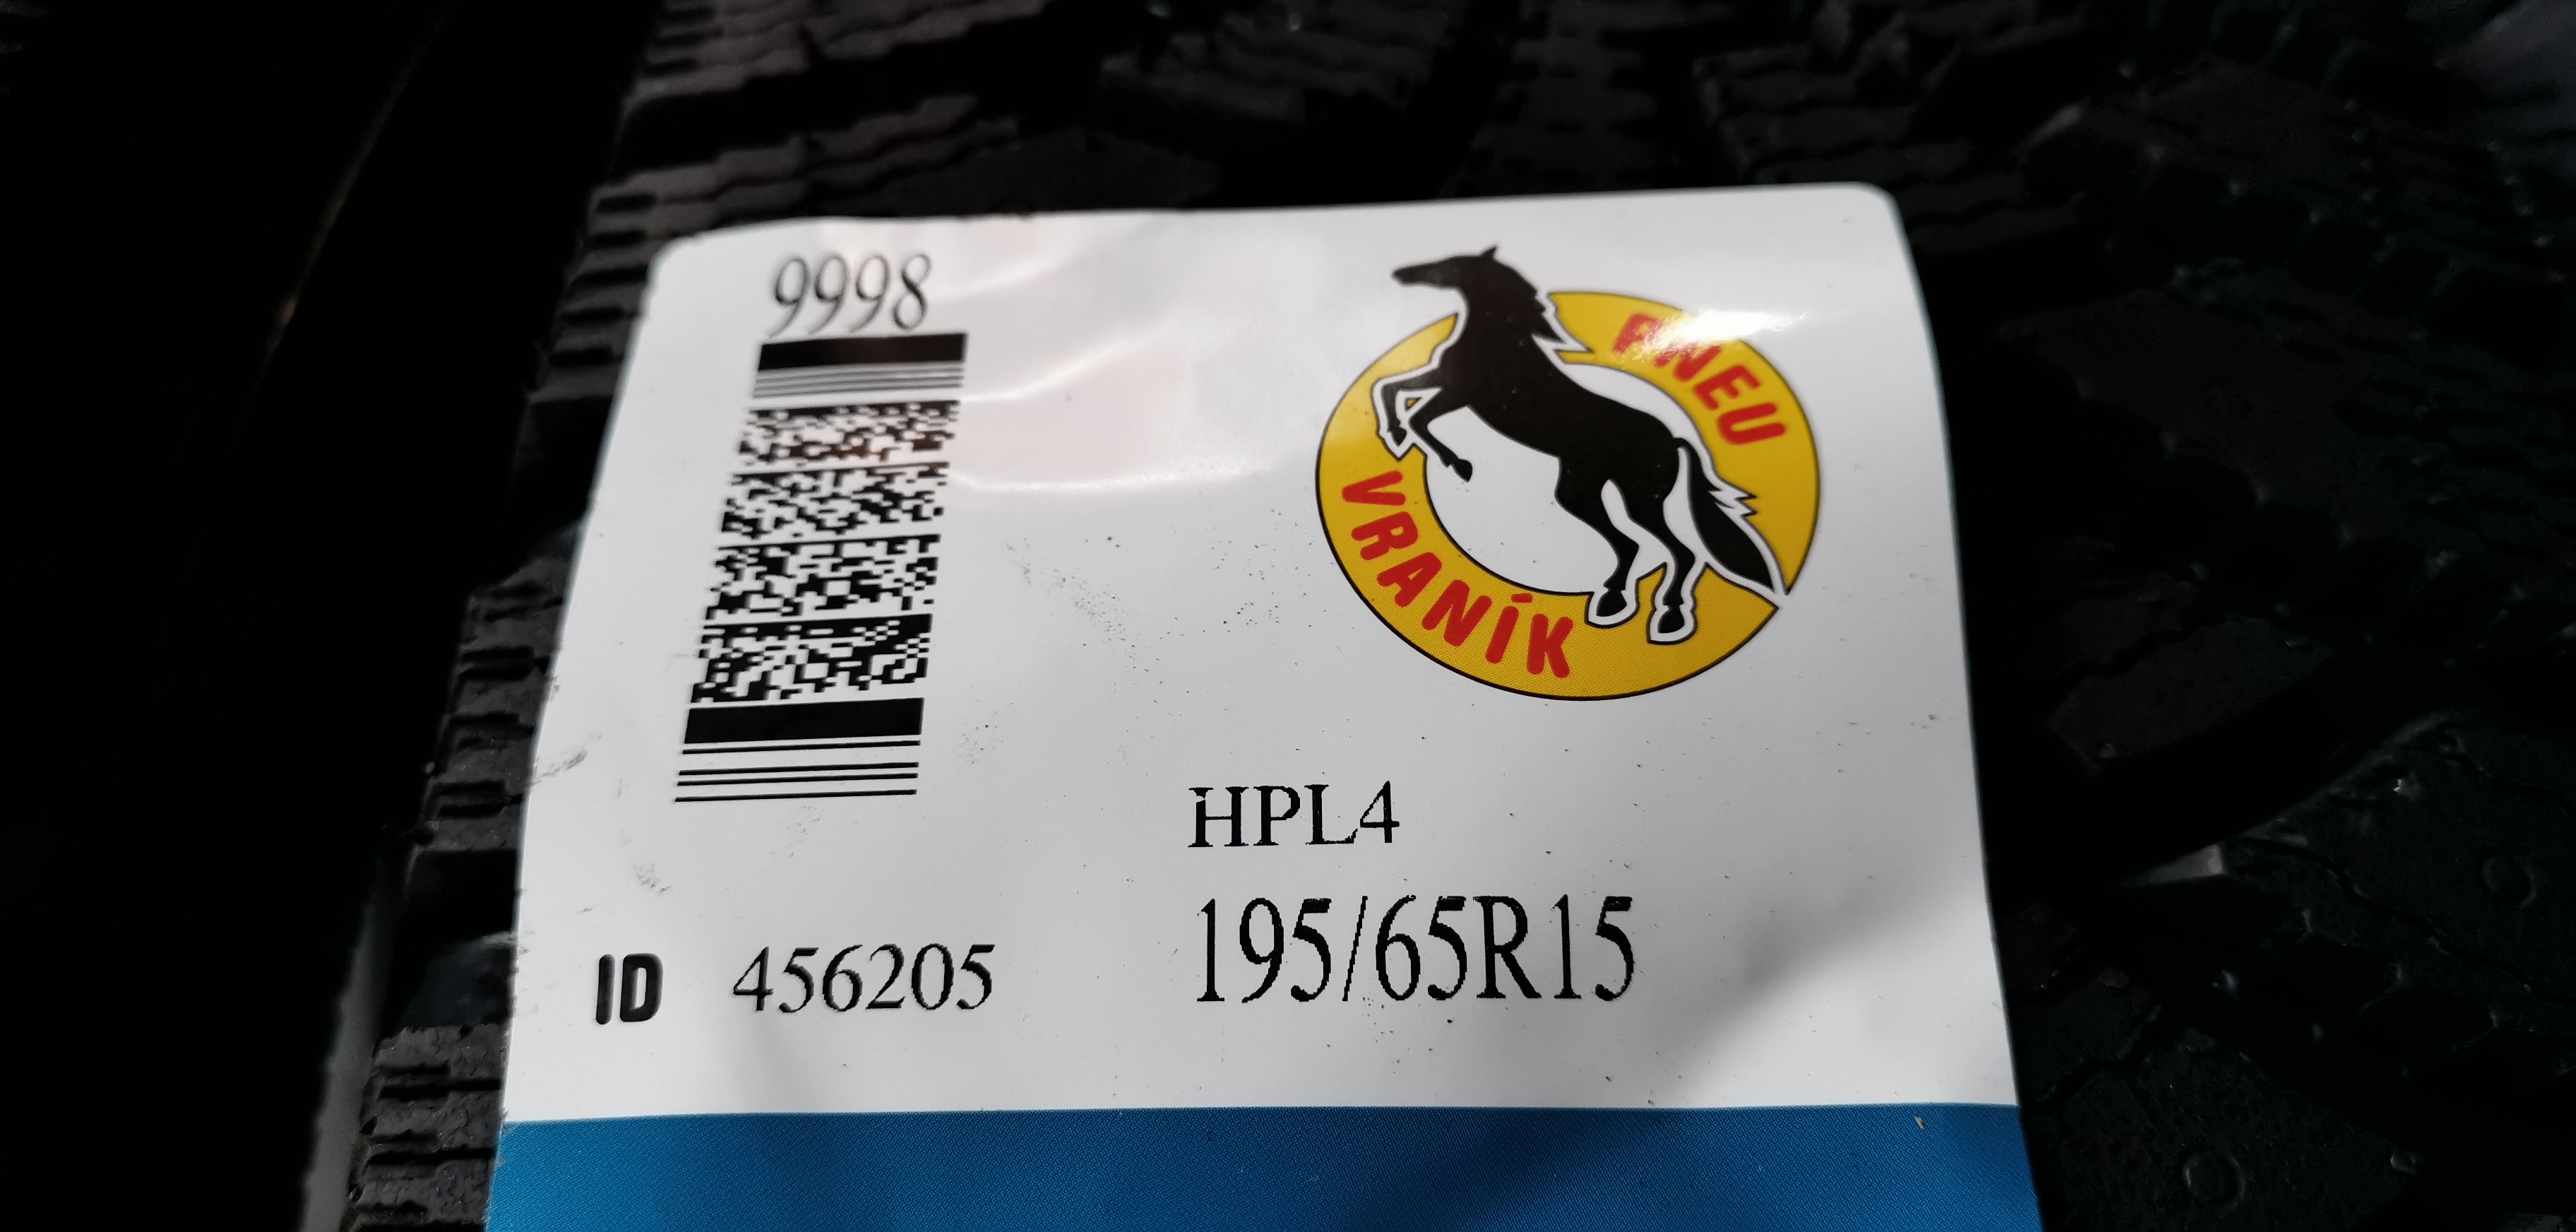 9998
PNEU
VRANÍK
HPL4
195/65R15
ID 456205